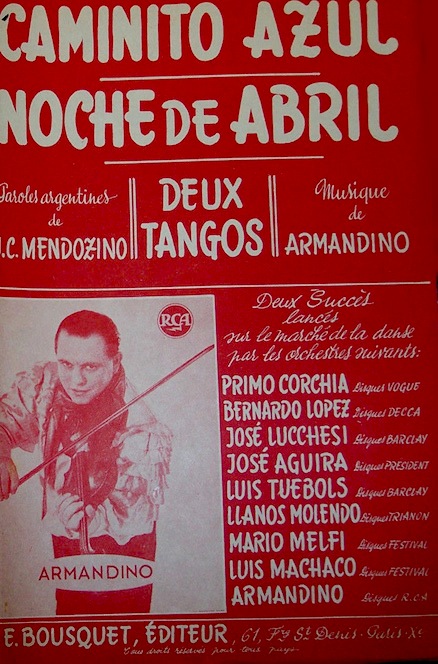 CAMINITO AZUL
NOCHE DE ABRIL
Paroles argentines
de
J.C. MENDOZINO
DEUX
TANGOS
Musique
de
ARMANDINO
RCA
ARMANDINO
Deux Succès
lancés
sur le marché de la danse
par les orchestres suivants:
PRIMO CORCHIA Disques VOGUE
BERNARDO LOPEZ Disques DECCA
JOSÉ LUCCHESI Disques BARCLAY
JOSÉ AGUIRA Disques PRESIDENT
LUIS TUEBOLS Disques BARCLAY
LLANOS MOLENDO Disques TRIANON
MARIO MELFI Disques FESTIVAL
LUIS MACHACO Disques FESTIVAL
ARMANDINO Disques R.C.A
E. BOUSQUET, ÉDITEUR, 61, Fg St Denis - Paris - Xe
Tous droits réservés pour tous pays